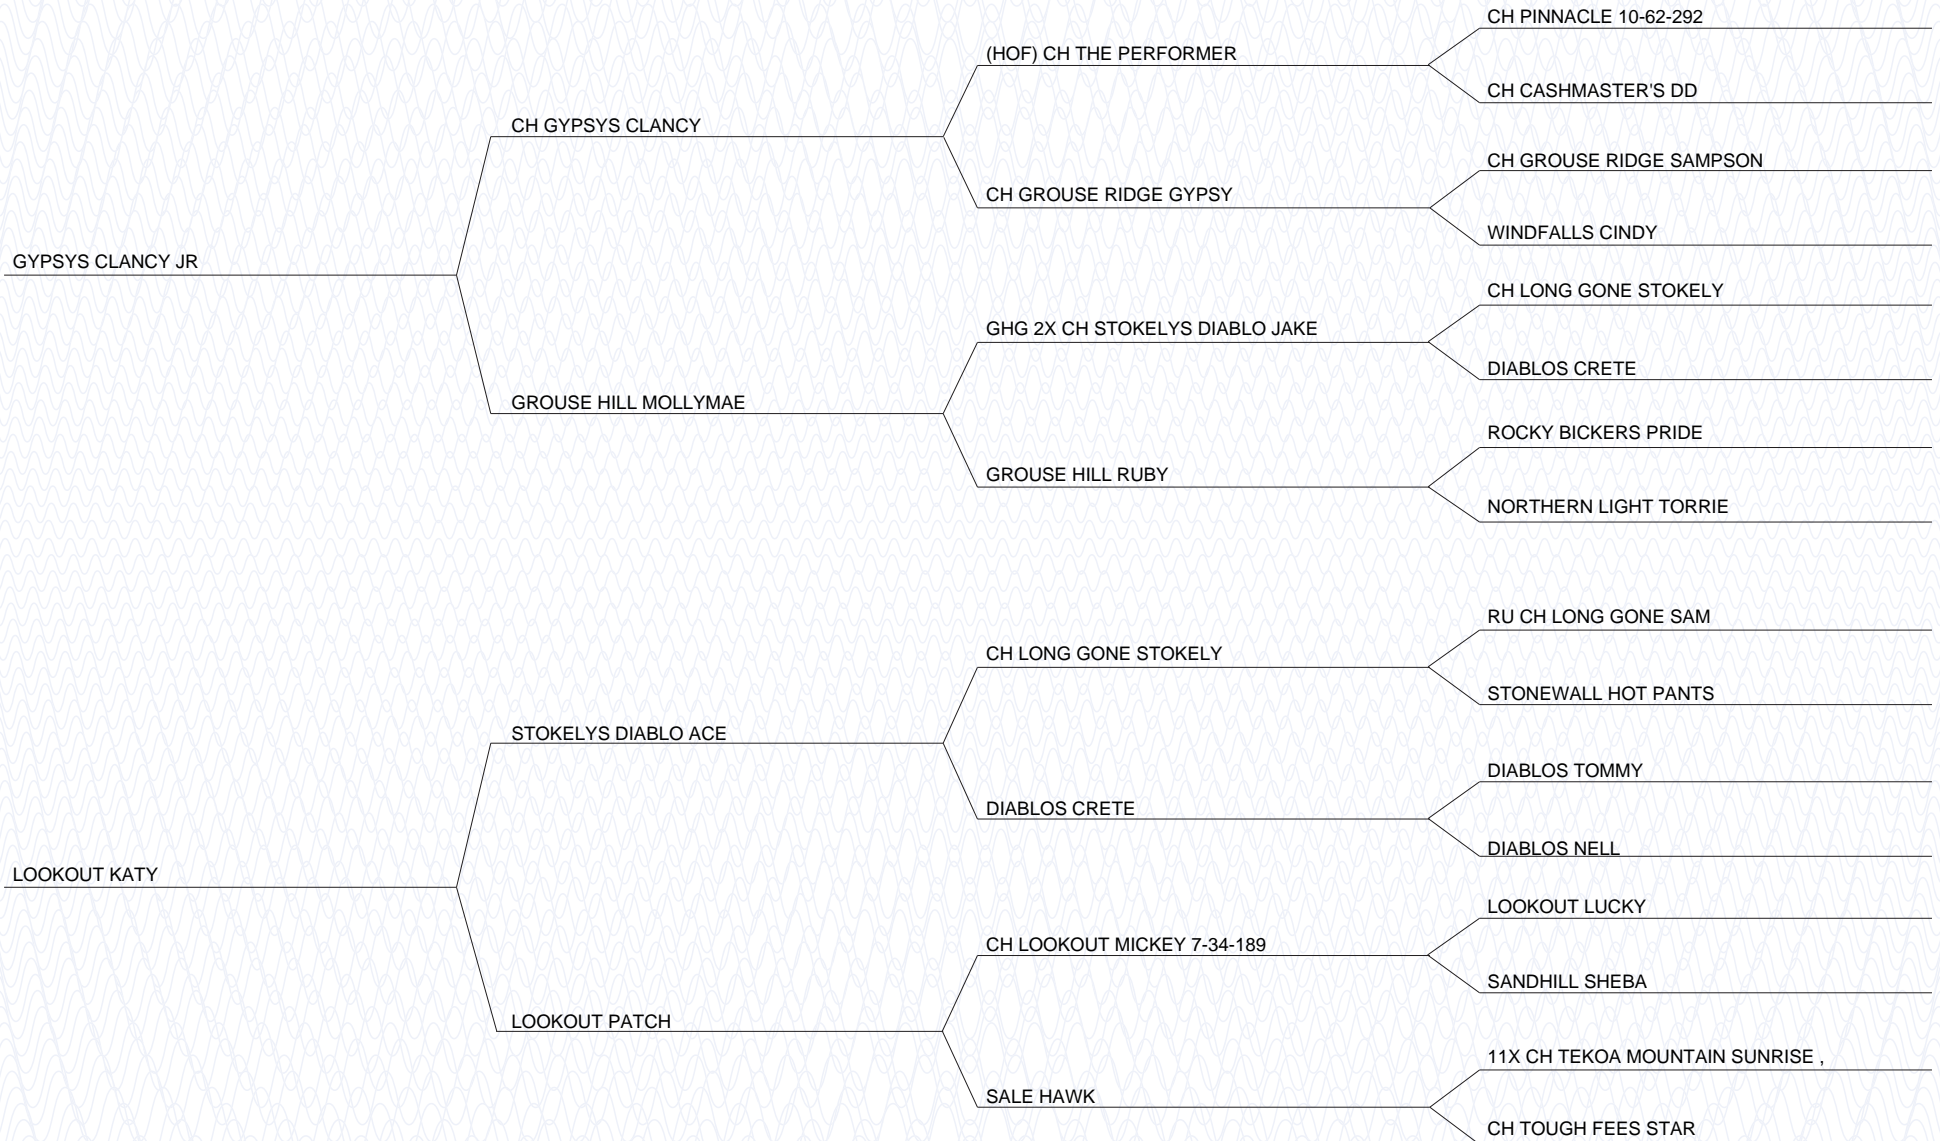 CH PINNACLE 10-62-292
(HOF) CH THE PERFORMER
CH CASHMASTER'S DD
CH GYPSYS CLANCY
CH GROUSE RIDGE SAMPSON
CH GROUSE RIDGE GYPSY
WINDFALLS CINDY
GYPSYS CLANCY JR
CH LONG GONE STOKELY
GHG 2X CH STOKELYS DIABLO JAKE
DIABLOS CRETE
GROUSE HILL MOLLYMAE
ROCKY BICKERS PRIDE
GROUSE HILL RUBY
NORTHERN LIGHT TORRIE
RU CH LONG GONE SAM
CH LONG GONE STOKELY
STONEWALL HOT PANTS
STOKELYS DIABLO ACE
DIABLOS TOMMY
DIABLOS CRETE
DIABLOS NELL
LOOKOUT KATY
LOOKOUT LUCKY
CH LOOKOUT MICKEY 7-34-189
SANDHILL SHEBA
LOOKOUT PATCH
11X CH TEKOA MOUNTAIN SUNRISE ,
SALE HAWK
CH TOUGH FEES STAR